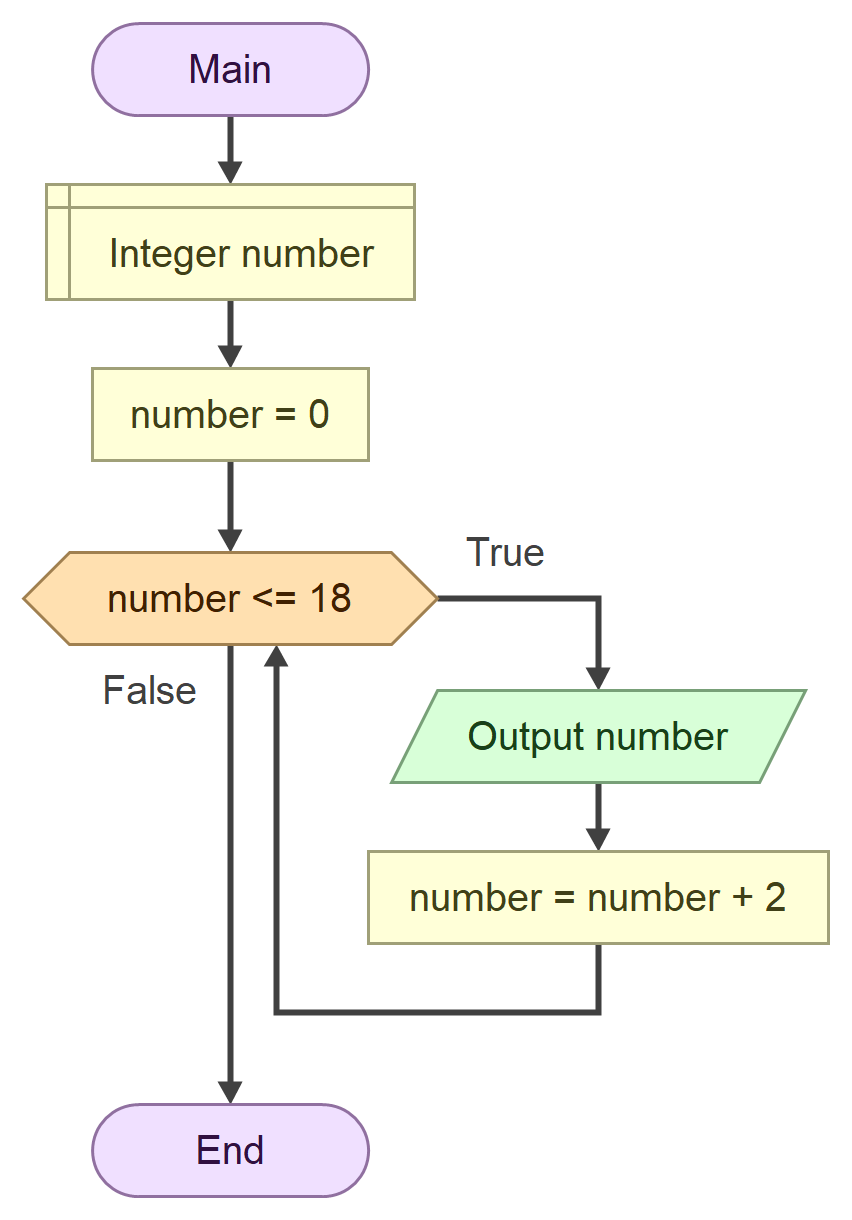 Main
Integer number
number = 0
number <= 18
True
False
Output number
number = number + 2
End